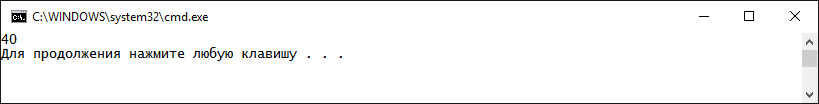 C:\WINDOWS\system32\cmd.exe
40
Для продолжения нажмите любую клавишу . . .